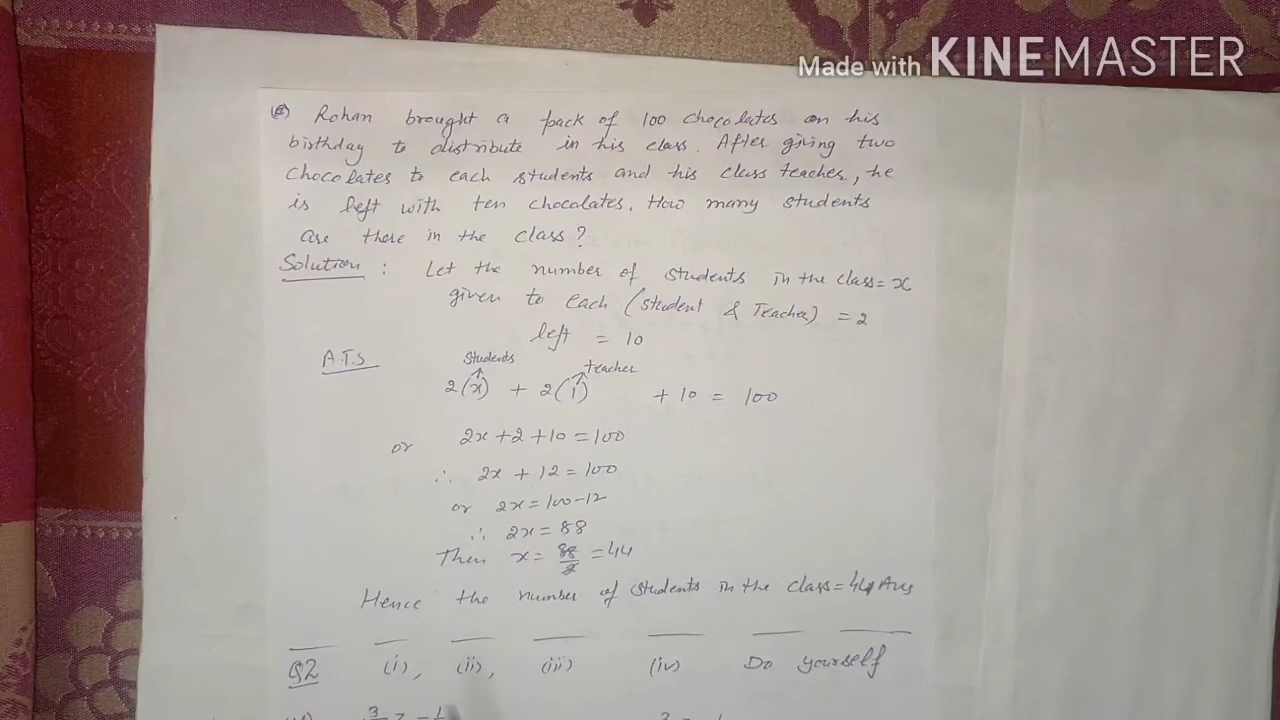 Made with KINEMASTER
(E) Rohan brought a pack of 100 chocolates on his
birthday to distribute in his class. After giving two
chocolates to each students and his class teacher, he
is left with ten chocolates. How many students
are there in the class?
Solution : Let the number of students in the class = x
given to each (student & Teacher) = 2
left = 10
A.T.S
students teacher
2(x) + 2(1) + 10 = 100
or 2x + 2 + 10 = 100
∴ 2x + 12 = 100
or 2x = 100 - 12
∴ 2x = 88
Then x = 88/2 = 44
Hence the number of students in the class = 44 Ans
Q2 (i), (ii), (iii) (iv) Do yourself